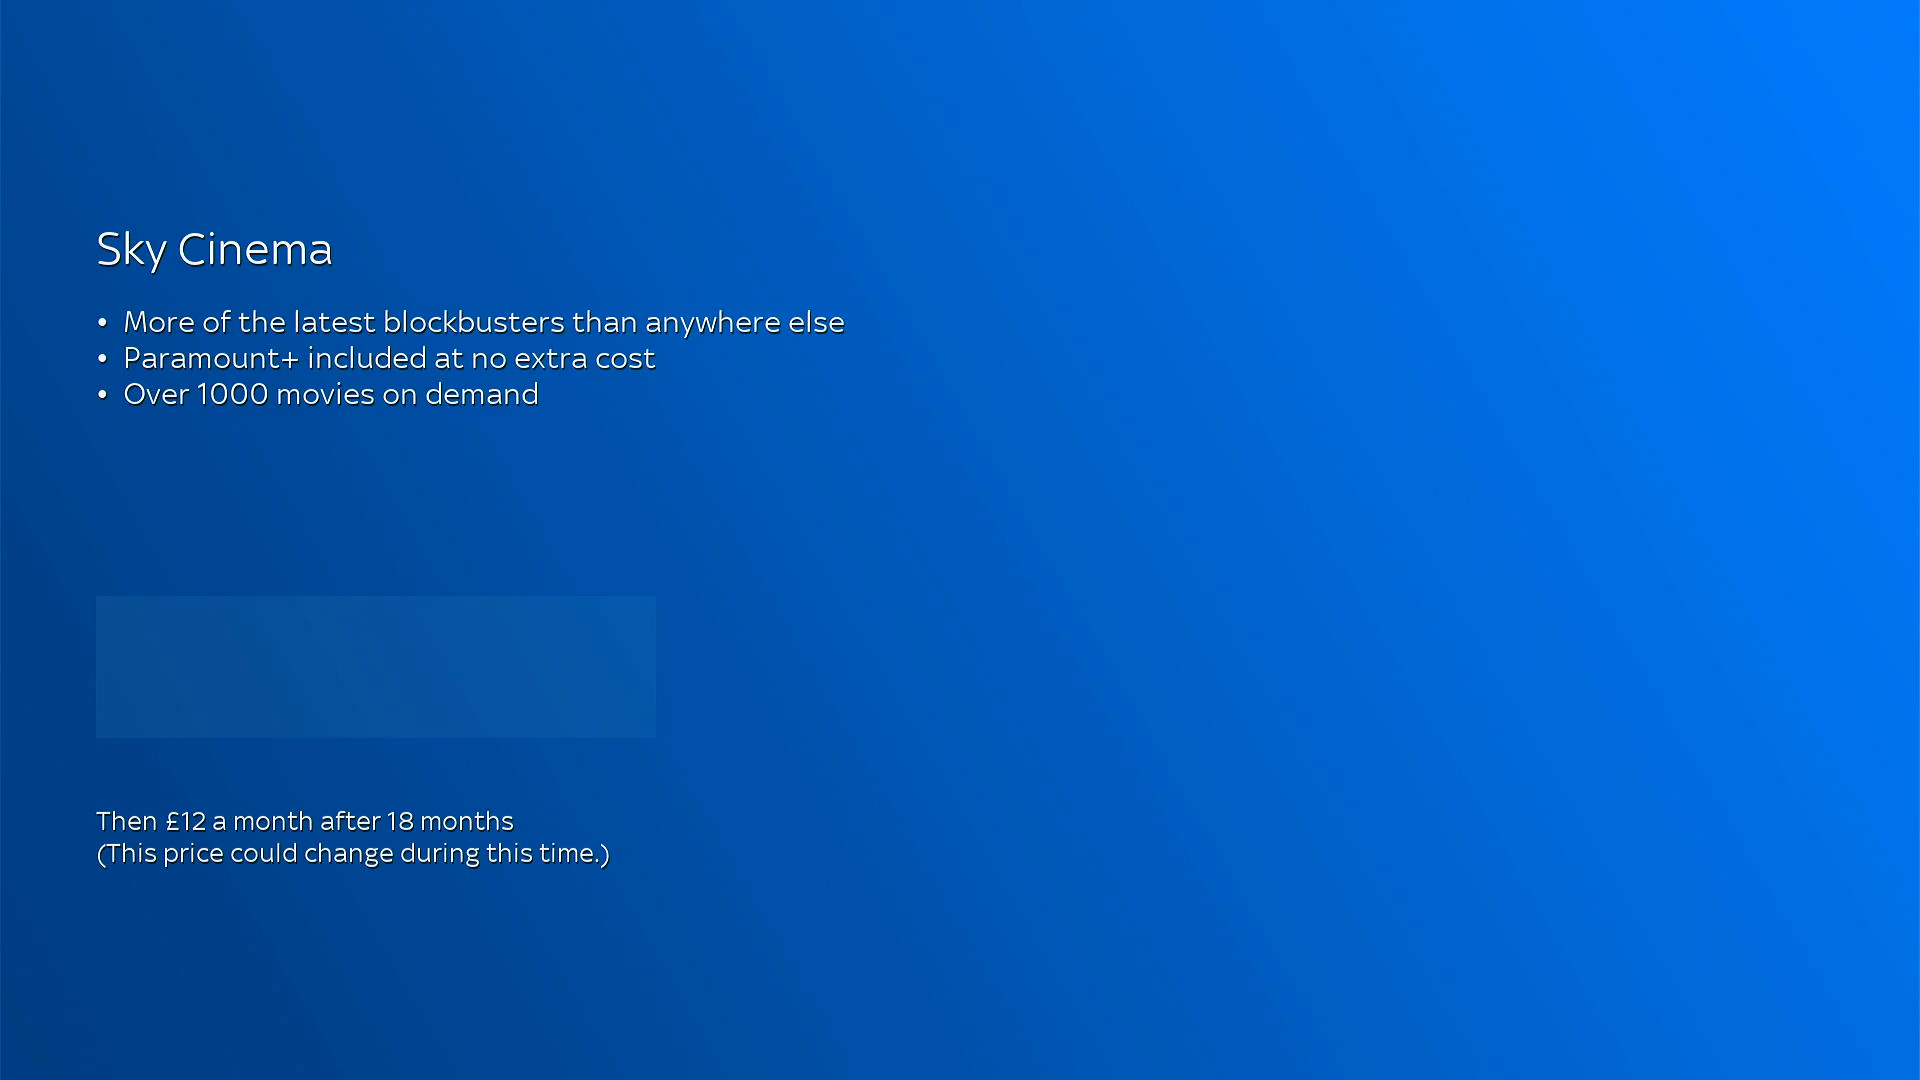 Sky Cinema
• More of the latest blockbusters than anywhere else
• Paramount+ included at no extra cost
• Over 1000 movies on demand
Then £12 a month after 18 months
(This price could change during this time.)